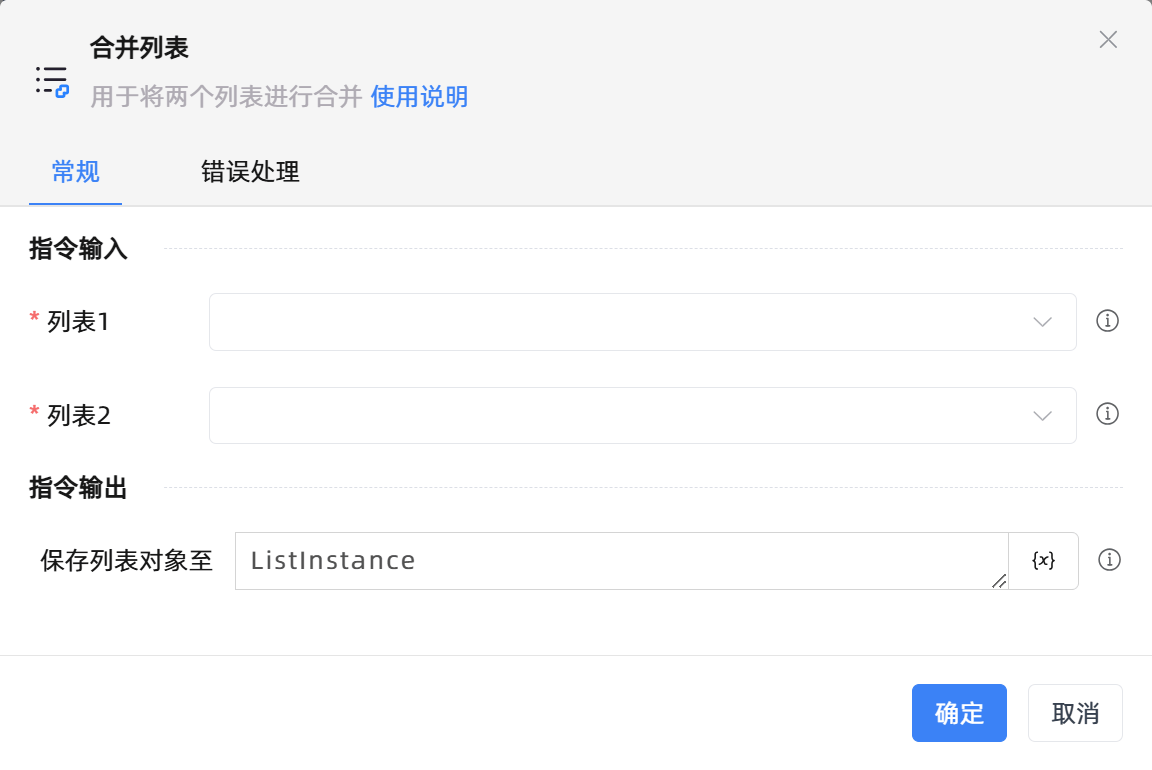 合并列表
用于将两个列表进行合并 使用说明
常规 错误处理
指令输入
* 列表1
* 列表2
指令输出
保存列表对象至 ListInstance {x}
确定 取消